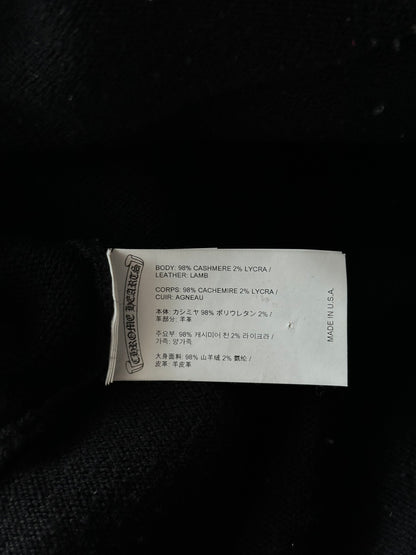 CHROME HEARTS
BODY: 98% CASHMERE 2% LYCRA /
LEATHER: LAMB
CORPS: 98% CACHEMIRE 2% LYCRA /
CUIR: AGNEAU
本体: カシミヤ 98% ポリウレタン 2% /
革部分: 羊革
주요부: 98% 캐시미어 천 2% 라이크라 /
가죽: 양가죽
大身面料: 98% 山羊绒 2% 氨纶 /
皮革: 羊皮革
MADE IN U.S.A.